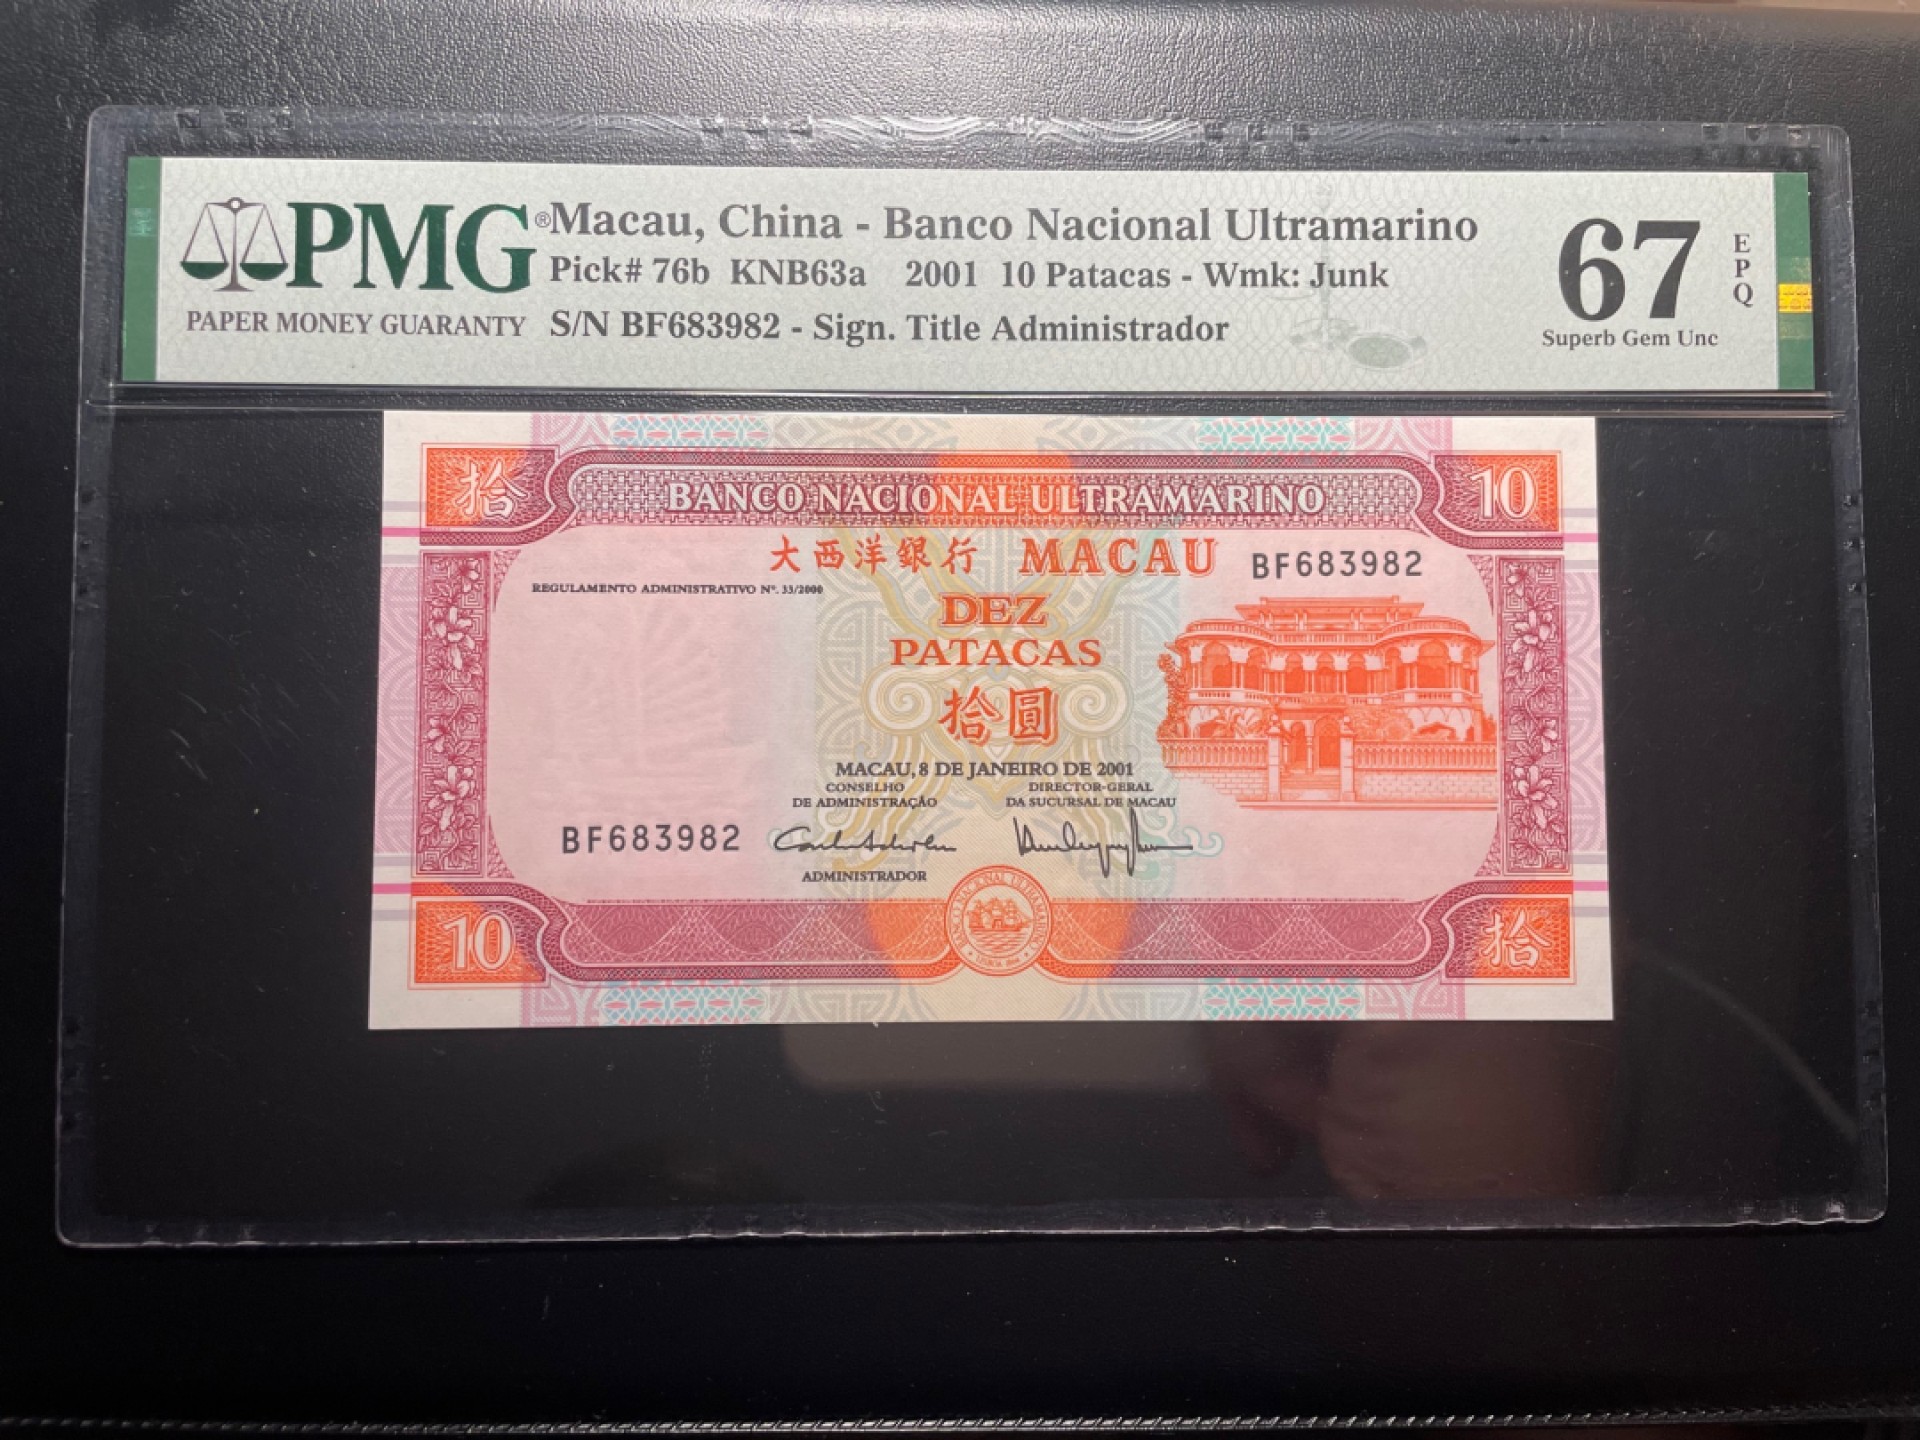 PMG®
PAPER MONEY GUARANTY
Macau, China - Banco Nacional Ultramarino
Pick# 76b KNB63a 2001 10 Patacas - Wmk: Junk
S/N BF683982 - Sign. Title Administrador
67
EPQ
Superb Gem Unc
拾
BANCO NACIONAL ULTRAMARINO
10
大西洋銀行 MACAU
BF683982
REGULAMENTO ADMINISTRATIVO Nº. 33/2000
DEZ
PATACAS
拾圓
MACAU, 8 DE JANEIRO DE 2001
CONSELHO
DE ADMINISTRAÇÃO
DIRECTOR-GERAL
DA SUCURSAL DE MACAU
BF683982
ADMINISTRADOR
10
BANCO NACIONAL ULTRAMARINO
拾